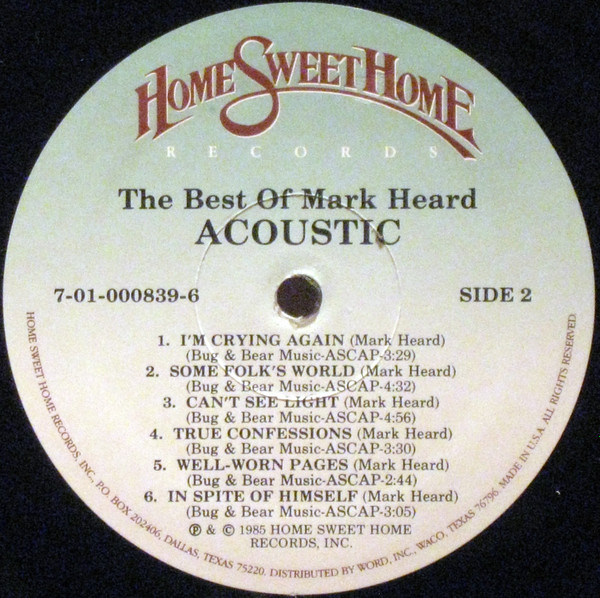 HOME SWEET HOME
RECORDS
The Best Of Mark Heard
ACOUSTIC
7-01-000839-6
SIDE 2
1. I'M CRYING AGAIN (Mark Heard)
(Bug & Bear Music-ASCAP-3:29)
2. SOME FOLK'S WORLD (Mark Heard)
(Bug & Bear Music-ASCAP-4:32)
3. CAN'T SEE LIGHT (Mark Heard)
(Bug & Bear Music-ASCAP-4:56)
4. TRUE CONFESSIONS (Mark Heard)
(Bug & Bear Music-ASCAP-3:30)
5. WELL-WORN PAGES (Mark Heard)
(Bug & Bear Music-ASCAP-2:44)
6. IN SPITE OF HIMSELF (Mark Heard)
(Bug & Bear Music-ASCAP-3:05)
℗ & © 1985 HOME SWEET HOME
RECORDS, INC.
HOME SWEET HOME RECORDS, INC., P.O. BOX 202406, DALLAS, TEXAS 75220. DISTRIBUTED BY WORD, INC., WACO, TEXAS 76796. MADE IN U.S.A. ALL RIGHTS RESERVED